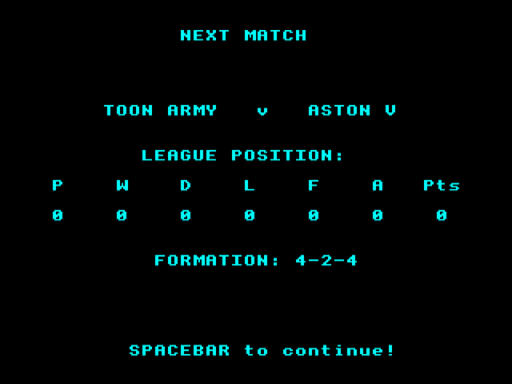 NEXT MATCH
TOON ARMY v ASTON V
LEAGUE POSITION:
P W D L F A Pts
0 0 0 0 0 0 0
FORMATION: 4-2-4
SPACEBAR to continue!